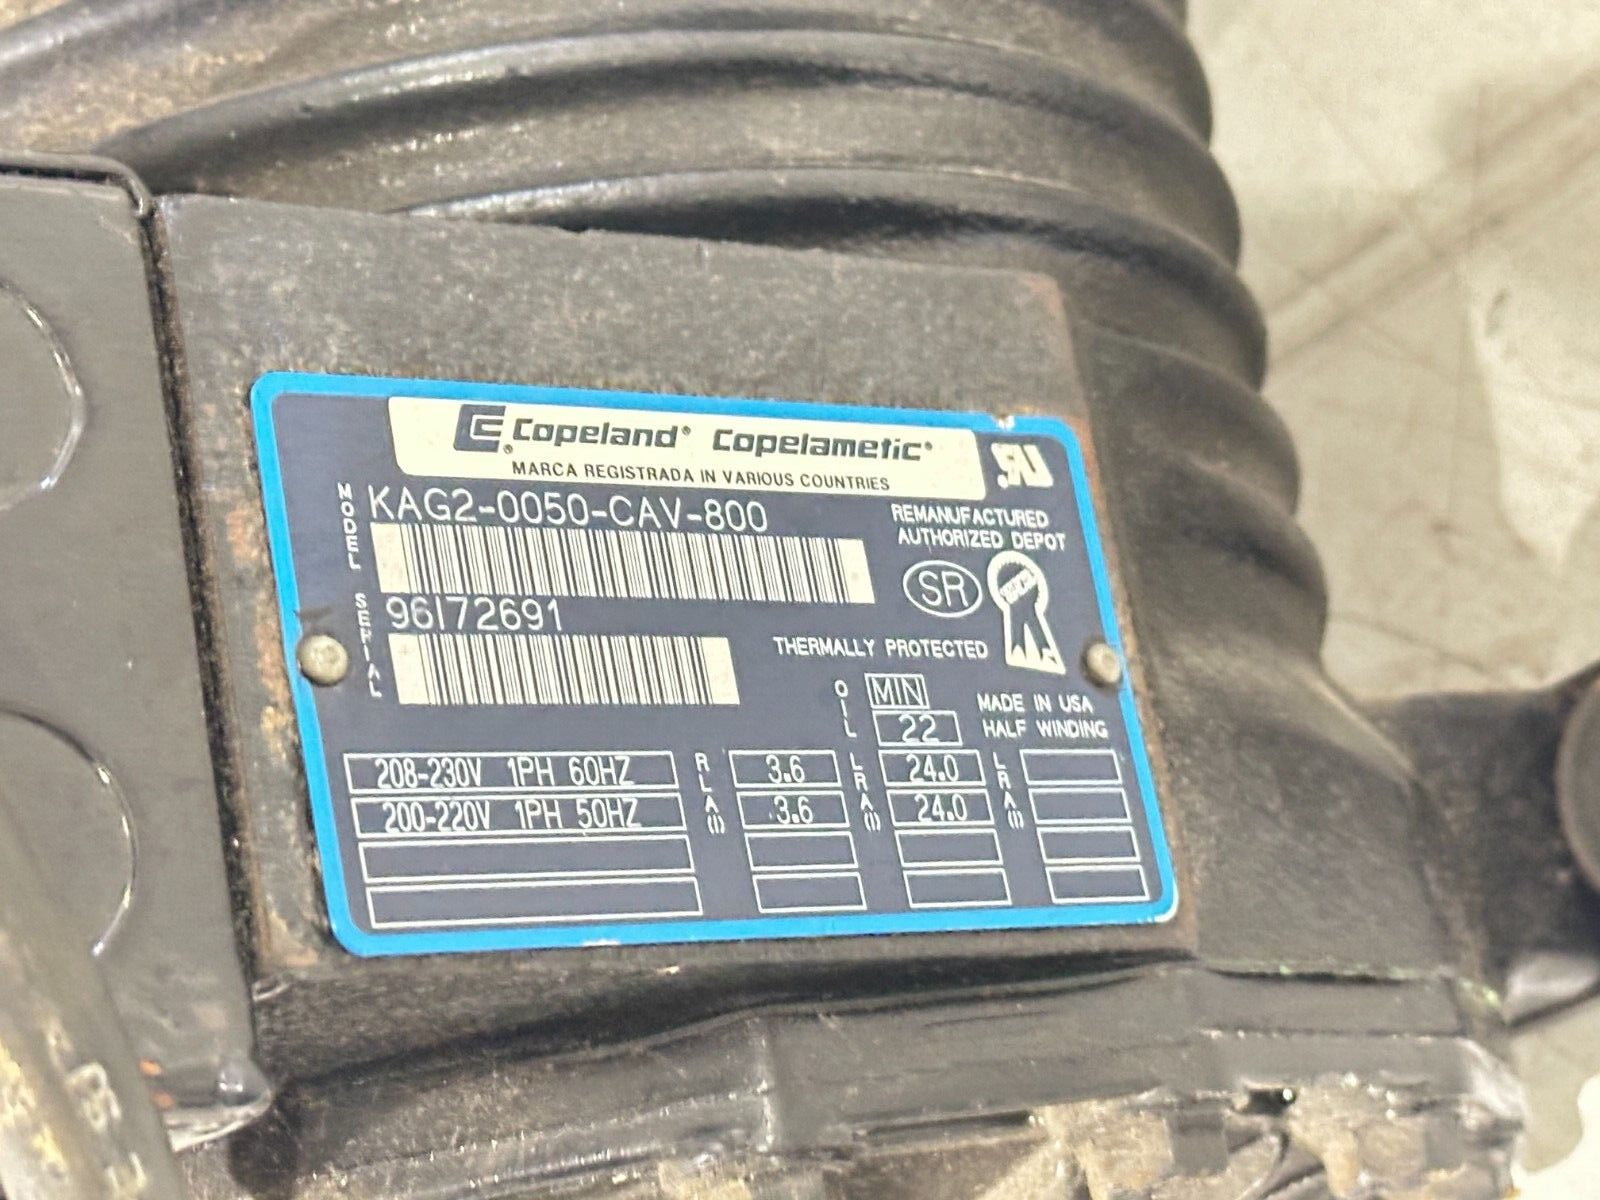 Copeland® Copelametic®
MARCA REGISTRADA IN VARIOUS COUNTRIES
MODEL KAG2-0050-CAV-800
REMANUFACTURED
AUTHORIZED DEPOT
SR
SERIAL 96I72691
THERMALLY PROTECTED
OIL MIN
22
MADE IN USA
HALF WINDING
208-230V 1PH 60HZ RLA(I) 3.6 LRA(I) 24.0 LRA(I)
200-220V 1PH 50HZ 3.6 24.0